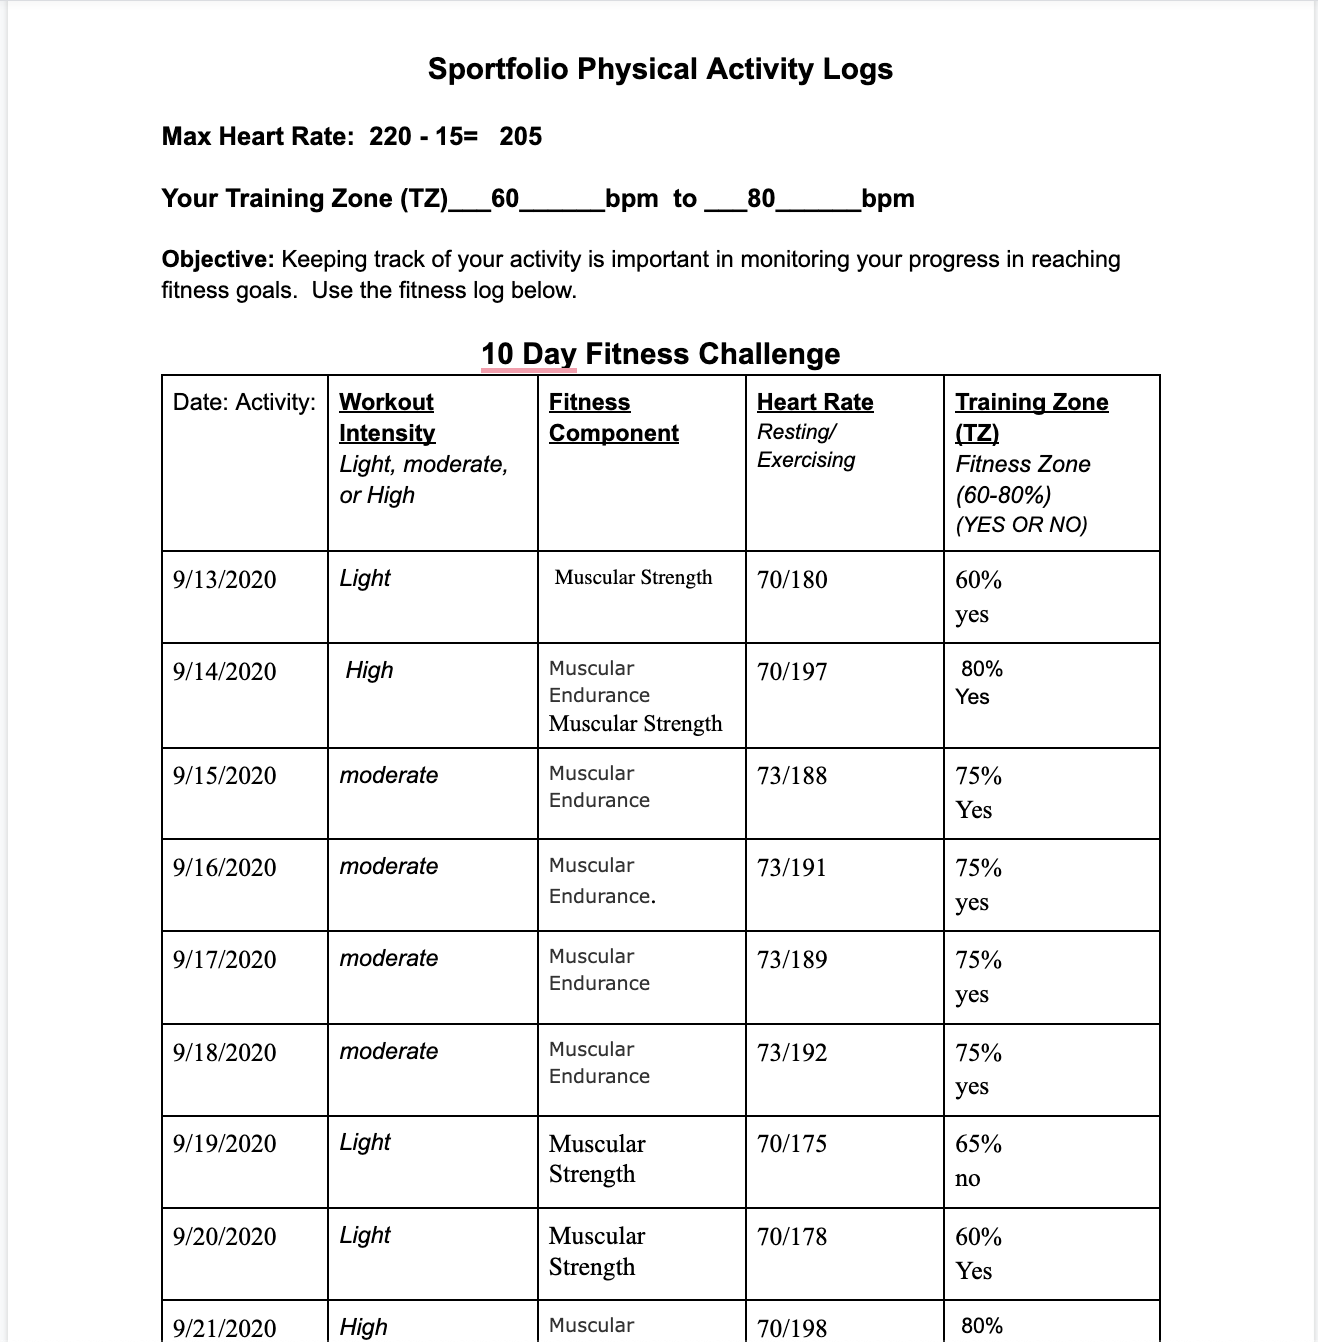 Sportfolio Physical Activity Logs
Max Heart Rate:  220 - 15=   205
Your Training Zone (TZ)___60______bpm  to ___80______bpm
Objective: Keeping track of your activity is important in monitoring your progress in reaching
fitness goals.  Use the fitness log below.
10 Day Fitness Challenge
Date: Activity:
Workout
Intensity
Light, moderate,
or High
Fitness
Component
Heart Rate
Resting/
Exercising
Training Zone
(TZ)
Fitness Zone
(60-80%)
(YES OR NO)
9/13/2020
Light
Muscular Strength
70/180
60%
yes
9/14/2020
High
Muscular
Endurance
Muscular Strength
70/197
80%
Yes
9/15/2020
moderate
Muscular
Endurance
73/188
75%
Yes
9/16/2020
moderate
Muscular
Endurance.
73/191
75%
yes
9/17/2020
moderate
Muscular
Endurance
73/189
75%
yes
9/18/2020
moderate
Muscular
Endurance
73/192
75%
yes
9/19/2020
Light
Muscular
Strength
70/175
65%
no
9/20/2020
Light
Muscular
Strength
70/178
60%
Yes
9/21/2020
High
Muscular
70/198
80%